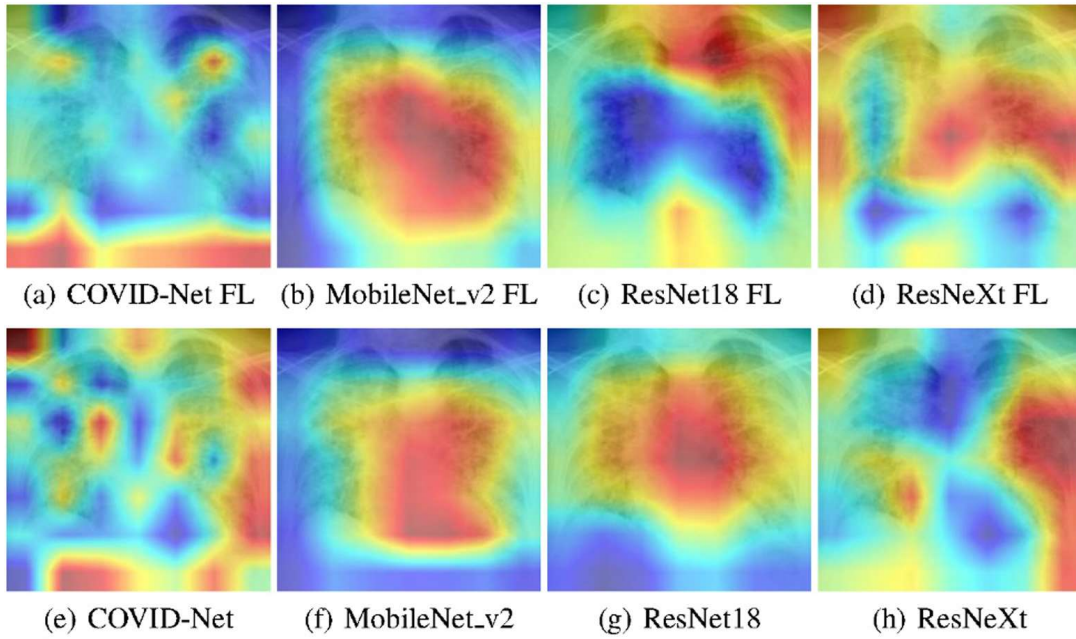 (a) COVID-Net FL (b) MobileNet_v2 FL (c) ResNet18 FL (d) ResNeXt FL
(e) COVID-Net (f) MobileNet_v2 (g) ResNet18 (h) ResNeXt